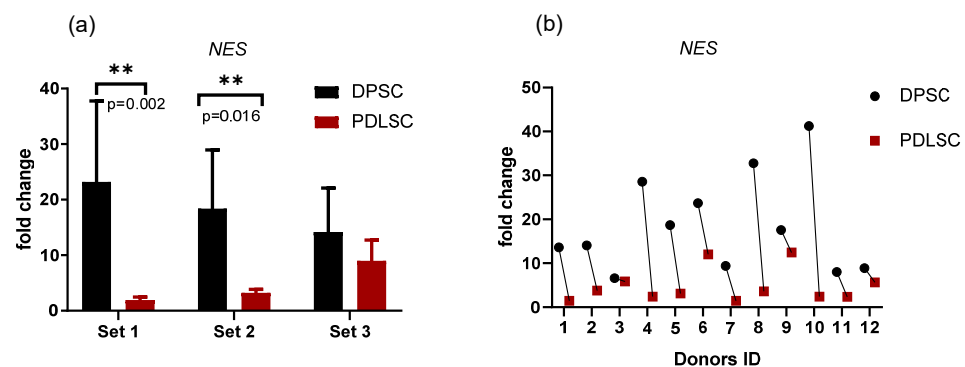 (a)
NES
fold change
40
30
20
10
0
**
p=0.002
**
p=0.016
DPSC
PDLSC
Set 1 Set 2 Set 3
(b)
NES
fold change
50
40
30
20
10
0
DPSC
PDLSC
1 2 3 4 5 6 7 8 9 10 11 12
Donors ID